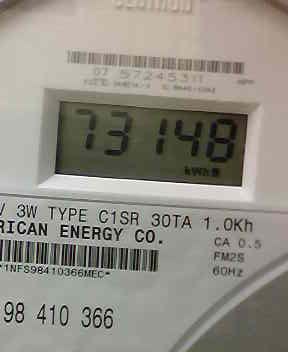 73148
kWh
V 3W TYPE C1SR 30TA 1.0Kh
RICAN ENERGY CO.
CA 0.5
FM2S
60Hz
*1NFS98410366MEC*
98 410 366